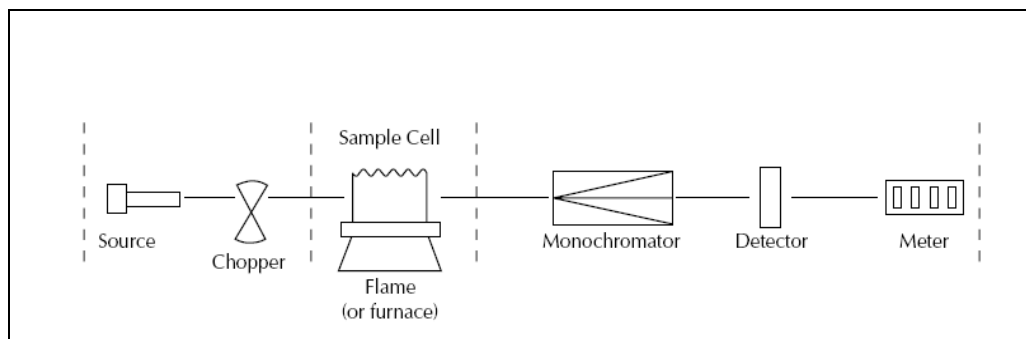 Sample Cell
Source
Chopper
Flame
(or furnace)
Monochromator
Detector
Meter